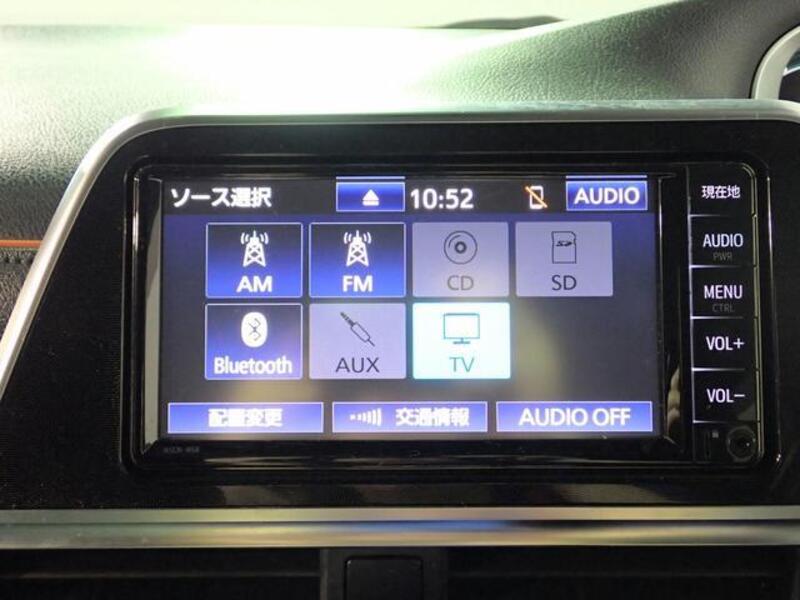 ソース選択 10:52 AUDIO
AM FM CD SD
Bluetooth AUX TV
配置変更 交通情報 AUDIO OFF
現在地
AUDIO
PWR
MENU
CTRL
VOL+
VOL−